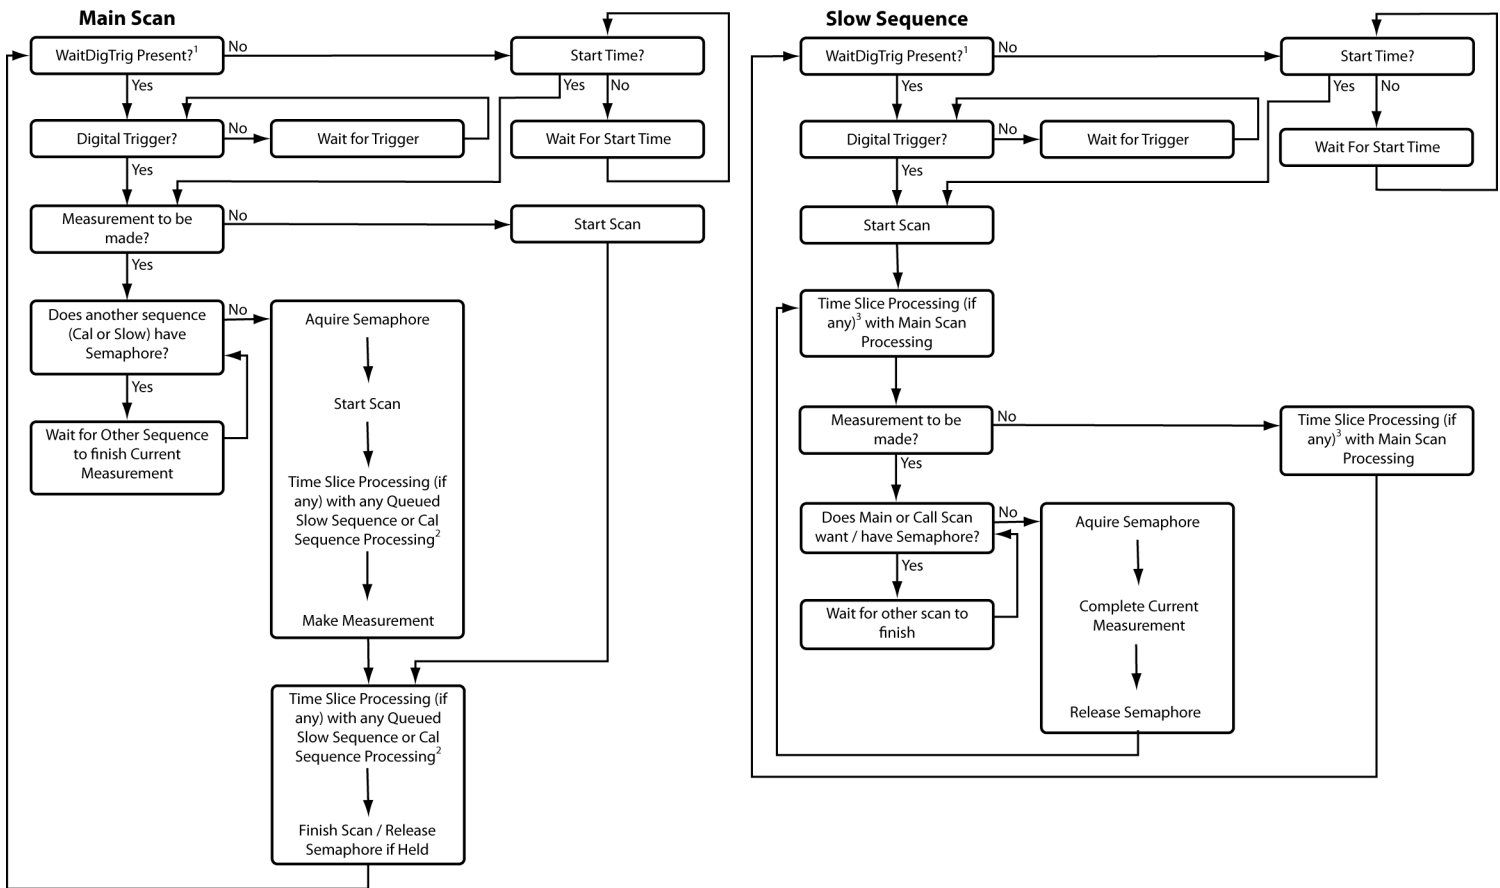 Main Scan
WaitDigTrig Present?1
No
Start Time?
Yes
Yes
No
Digital Trigger?
No
Wait for Trigger
Wait For Start Time
Yes
Measurement to be
made?
No
Start Scan
Yes
Does another sequence
(Cal or Slow) have
Semaphore?
No
Yes
Wait for Other Sequence
to finish Current
Measurement
Aquire Semaphore
Start Scan
Time Slice Processing (if
any) with any Queued
Slow Sequence or Cal
Sequence Processing2
Make Measurement
Time Slice Processing (if
any) with any Queued
Slow Sequence or Cal
Sequence Processing2
Finish Scan / Release
Semaphore if Held
Slow Sequence
WaitDigTrig Present?1
No
Start Time?
Yes
Yes
No
Digital Trigger?
No
Wait for Trigger
Wait For Start Time
Yes
Start Scan
Time Slice Processing (if
any)3 with Main Scan
Processing
Measurement to be
made?
No
Time Slice Processing (if
any)3 with Main Scan
Processing
Yes
Does Main or Call Scan
want / have Semaphore?
No
Yes
Wait for other scan to
finish
Aquire Semaphore
Complete Current
Measurement
Release Semaphore